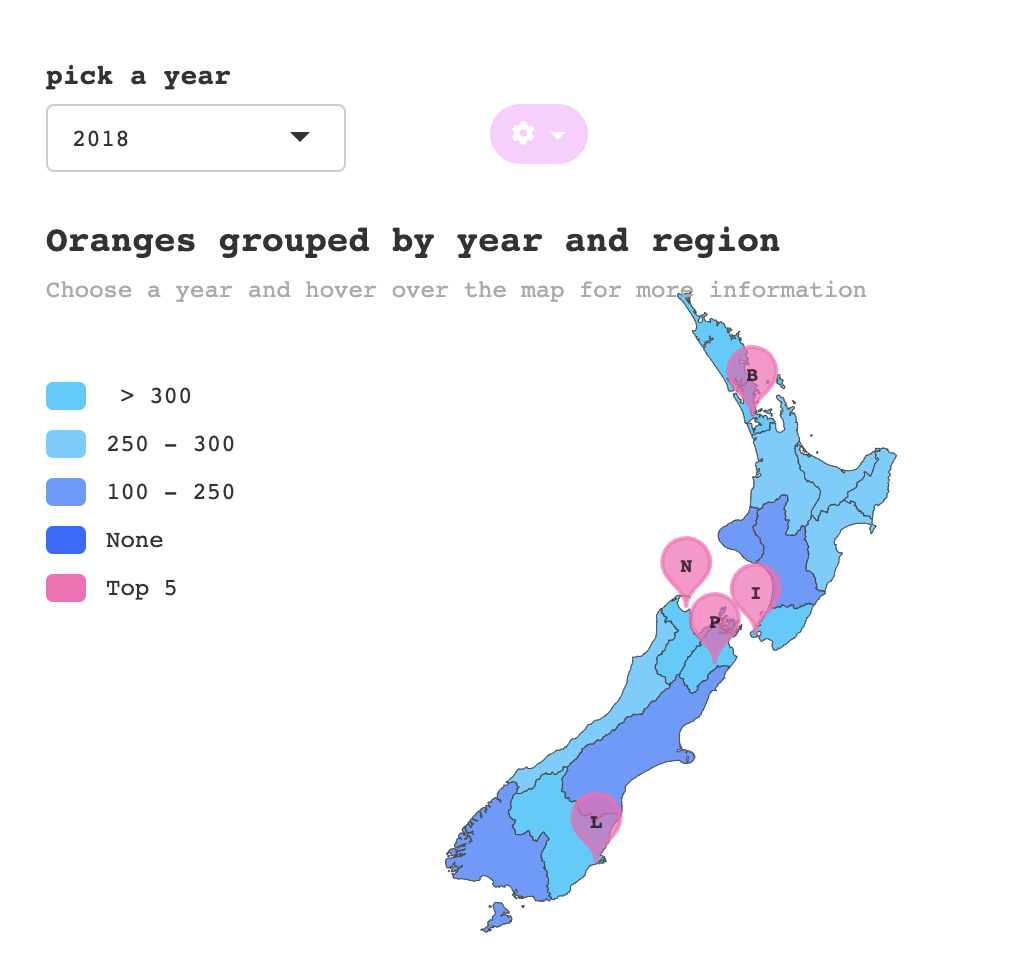 pick a year
2018
Oranges grouped by year and region
Choose a year and hover over the map for more information
> 300
250 - 300
100 - 250
None
Top 5
B
N
I
P
L